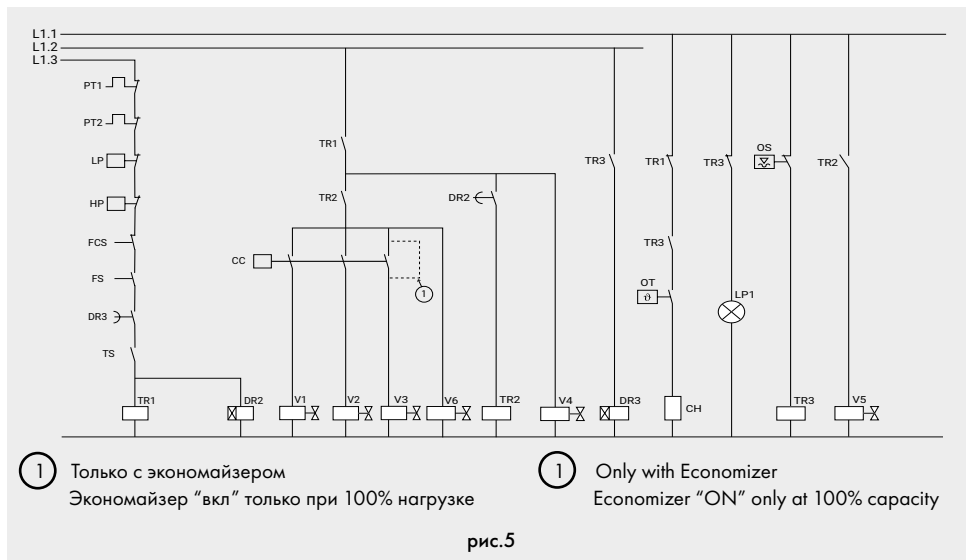 L1.1
L1.2
L1.3
PT1
PT2
LP
HP
FCS
FS
DR3
TS
TR1
TR2
DR2
CC
1
TR3
TR1
TR3
OS
TR2
TR3
OT
ϑ
LP1
TR1
DR2
V1
V2
V3
V6
TR2
V4
DR3
CH
TR3
V5
1 Только с экономайзером
Экономайзер “вкл” только при 100% нагрузке
1 Only with Economizer
Economizer “ON” only at 100% capacity
рис.5